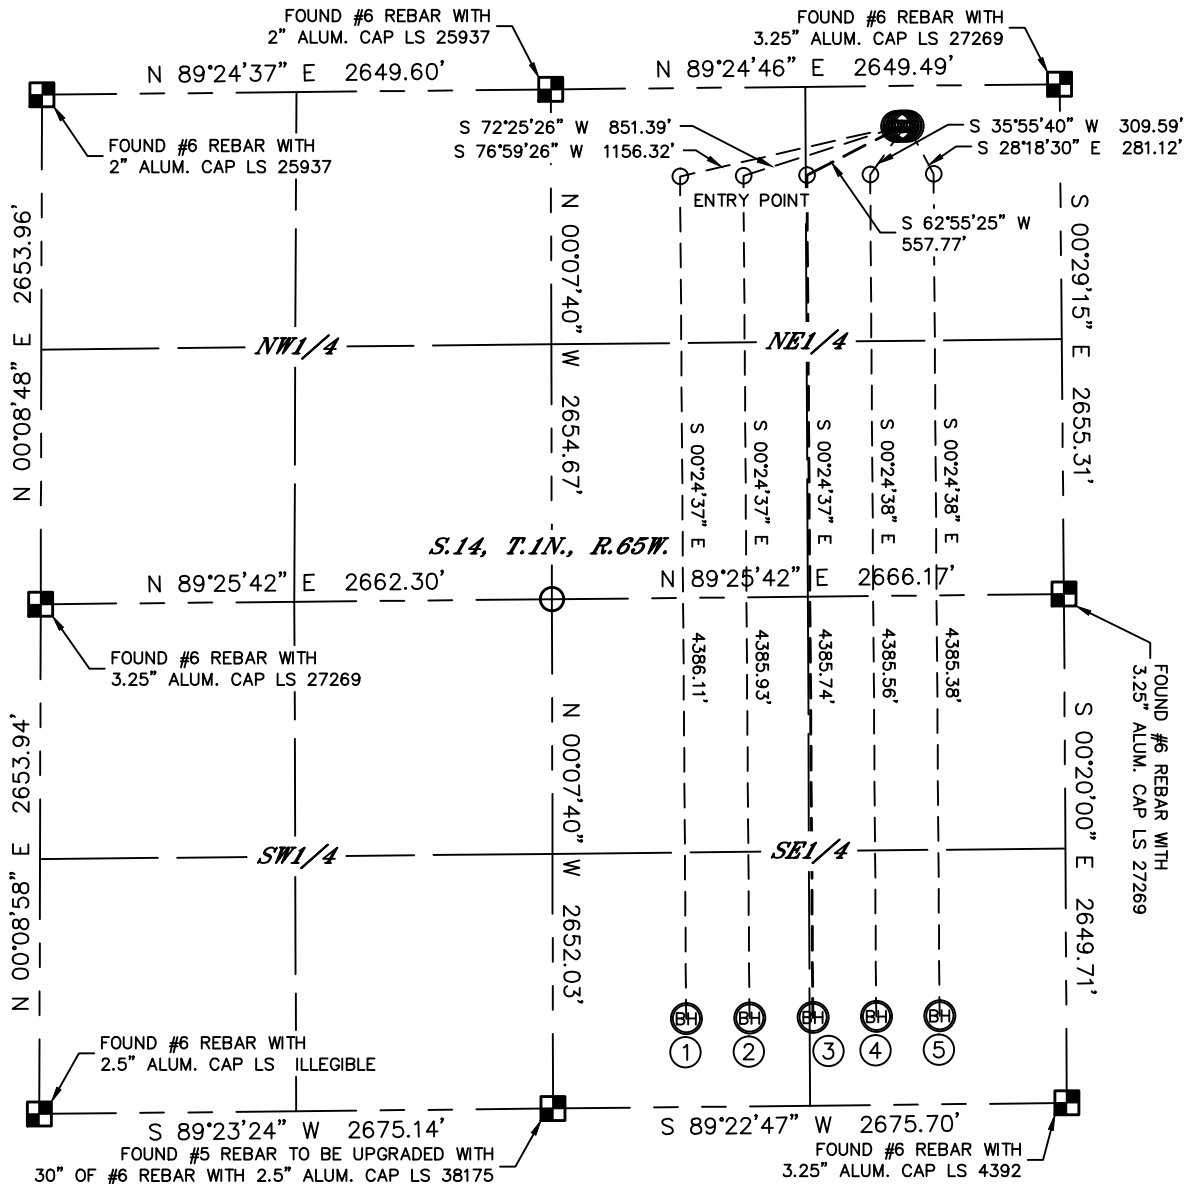 FOUND #6 REBAR WITH
2" ALUM. CAP LS 25937
FOUND #6 REBAR WITH
3.25" ALUM. CAP LS 27269
N 89°24'37" E 2649.60'
N 89°24'46" E 2649.49'
FOUND #6 REBAR WITH
2" ALUM. CAP LS 25937
S 72°25'26" W 851.39'
S 76°59'26" W 1156.32'
S 35°55'40" W 309.59'
S 28°18'30" E 281.12'
ENTRY POINT
S 62°55'25" W
557.77'
N 00°08'48" E 2653.96'
N 00°07'40" W 2654.67'
S 00°29'15" E 2655.31'
NW1/4
NE1/4
S 00°24'37" E 4386.11'
S 00°24'37" E 4385.93'
S 00°24'37" E 4385.74'
S 00°24'38" E 4385.56'
S 00°24'38" E 4385.38'
S.14, T.1N., R.65W.
N 89°25'42" E 2662.30'
N 89°25'42" E 2666.17'
FOUND #6 REBAR WITH
3.25" ALUM. CAP LS 27269
FOUND #6 REBAR WITH
3.25" ALUM. CAP LS 27269
N 00°08'58" E 2653.94'
N 00°07'40" W 2652.03'
S 00°20'00" E 2649.71'
SW1/4
SE1/4
BH BH BH BH BH
1 2 3 4 5
FOUND #6 REBAR WITH
2.5" ALUM. CAP LS ILLEGIBLE
S 89°23'24" W 2675.14'
S 89°22'47" W 2675.70'
FOUND #5 REBAR TO BE UPGRADED WITH
30" OF #6 REBAR WITH 2.5" ALUM. CAP LS 38175
FOUND #6 REBAR WITH
3.25" ALUM. CAP LS 4392